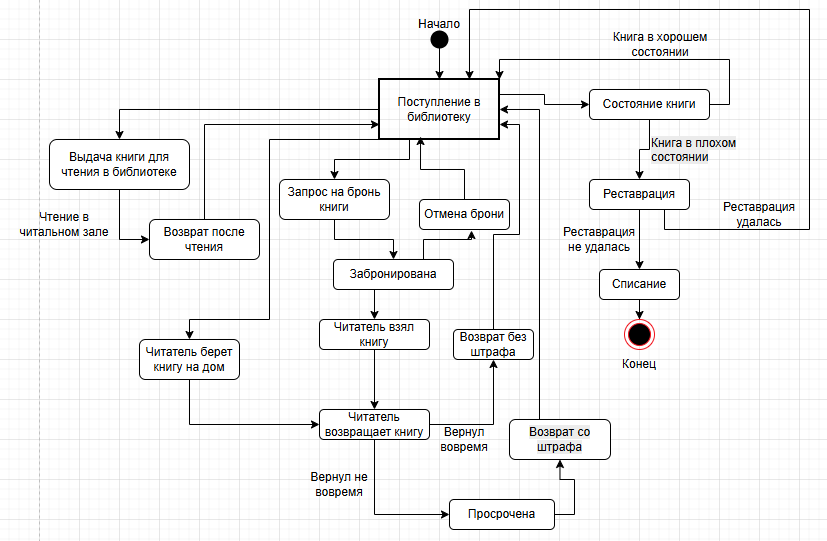 Начало
Книга в хорошем
состоянии
Поступление в
библиотеку
Состояние книги
Выдача книги для
чтения в библиотеке
Книга в плохом
состоянии
Запрос на бронь
книги
Реставрация
Отмена брони
Реставрация
удалась
Чтение в
читальном зале
Возврат после
чтения
Реставрация
не удалась
Забронирована
Списание
Читатель взял
книгу
Возврат без
штрафа
Читатель берет
книгу на дом
Конец
Читатель
возвращает книгу
Вернул
вовремя
Возврат со
штрафа
Вернул не
вовремя
Просрочена